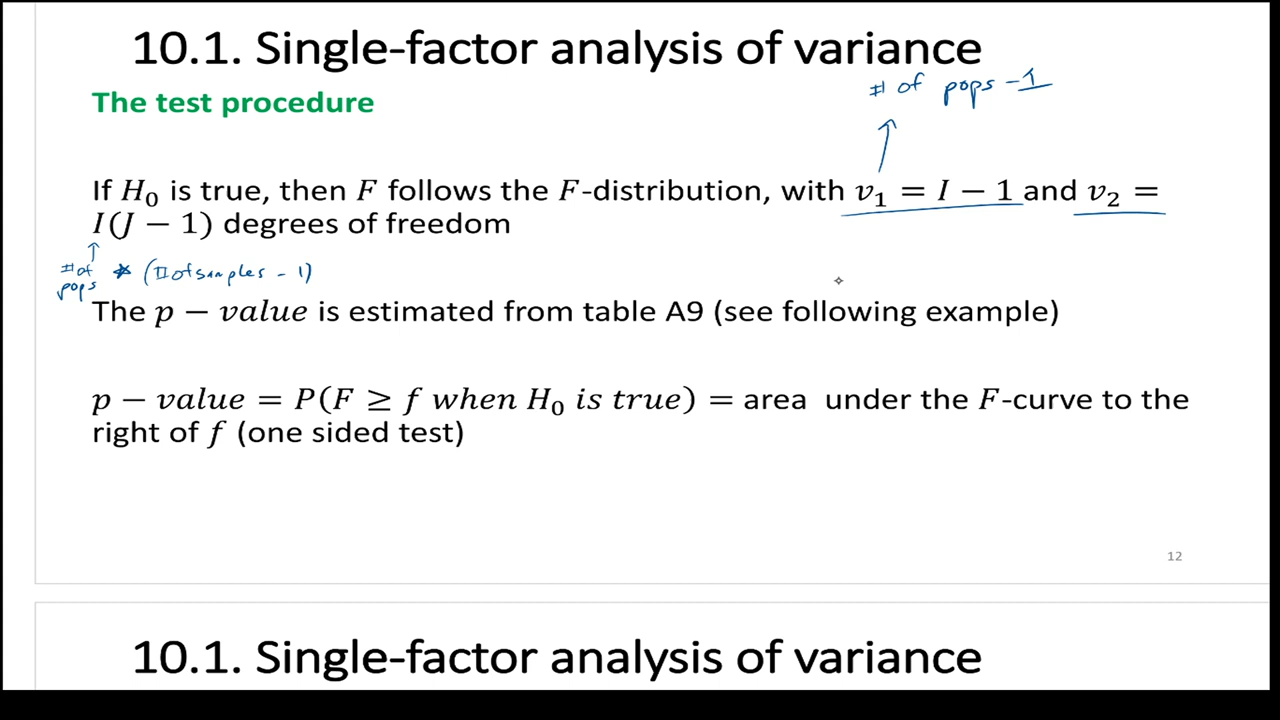 10.1. Single-factor analysis of variance
# of pops -1
The test procedure
If H₀ is true, then F follows the F-distribution, with v₁ = I − 1 and v₂ =
I(J − 1) degrees of freedom
# of pops * (# of samples - 1)
The p − value is estimated from table A9 (see following example)
p − value = P(F ≥ f when H₀ is true) = area under the F-curve to the
right of f (one sided test)
12
10.1. Single-factor analysis of variance